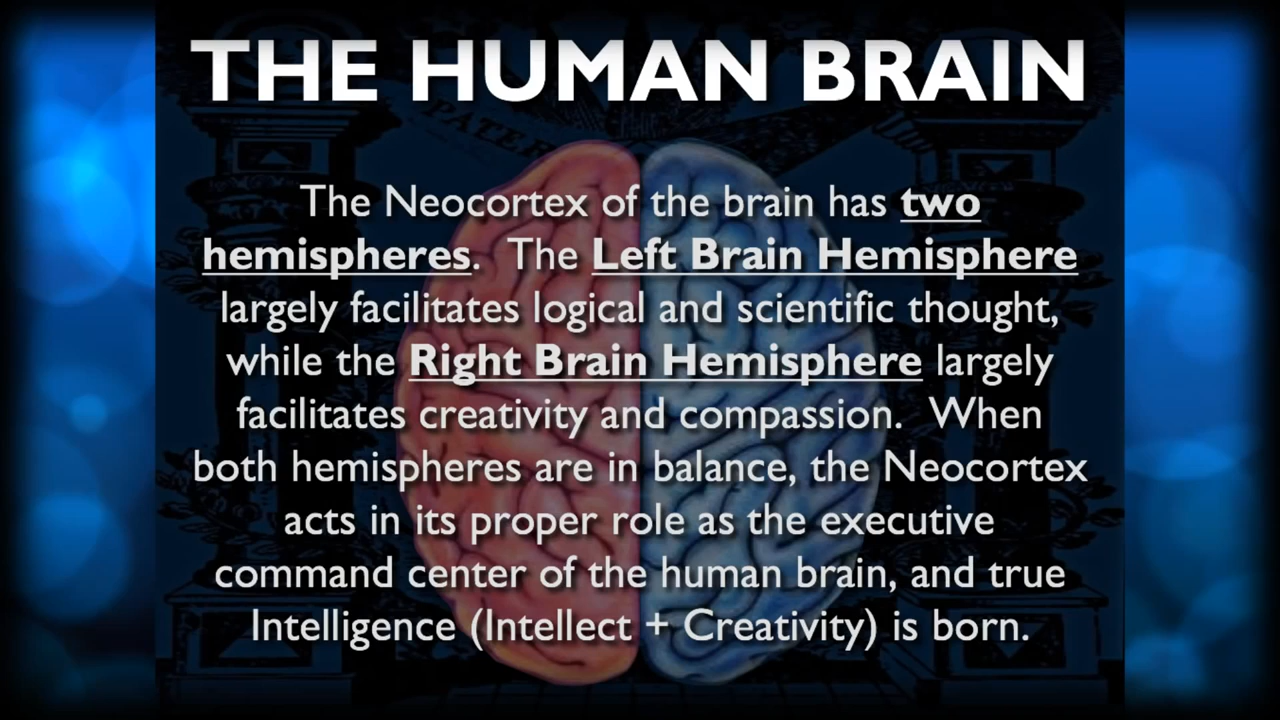 THE HUMAN BRAIN
PATER
The Neocortex of the brain has two
hemispheres. The Left Brain Hemisphere
largely facilitates logical and scientific thought,
while the Right Brain Hemisphere largely
facilitates creativity and compassion. When
both hemispheres are in balance, the Neocortex
acts in its proper role as the executive
command center of the human brain, and true
Intelligence (Intellect + Creativity) is born.